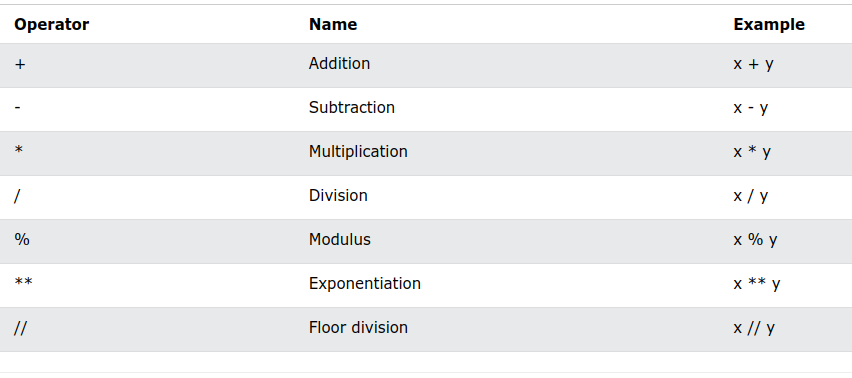 Operator Name Example
+ Addition x + y
- Subtraction x - y
* Multiplication x * y
/ Division x / y
% Modulus x % y
** Exponentiation x ** y
// Floor division x // y